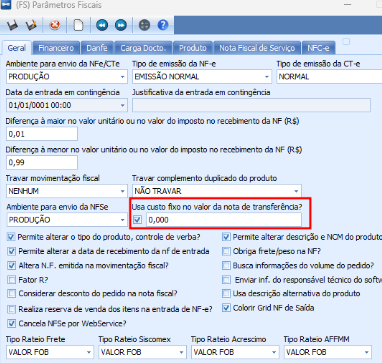 (FS) Parâmetros Fiscais
Geral Financeiro Danfe Carga Docto. Produto Nota Fiscal de Serviço NFC-e
Ambiente para envio da NFe/CTe Tipo de emissão da NF-e Tipo de emissão da CT-e
PRODUÇÃO EMISSÃO NORMAL NORMAL
Data da entrada em contingência Justificativa da entrada em contingência
01/01/0001 00:00
Diferença à maior no valor unitário ou no valor do imposto no recebimento da NF (R$)
0,01
Diferença à menor no valor unitário ou no valor do imposto no recebimento da NF (R$)
0,99
Travar movimentação fiscal Travar complemento duplicado do produto
NENHUM NÃO TRAVAR
Ambiente para envio da NFSe Usa custo fixo no valor da nota de transferência?
PRODUÇÃO 0,000
Permite alterar o tipo do produto, controle de verba? Permite alterar descrição e NCM do produto
Permite alterar a data de recebimento da nf de entrada Obriga frete/peso na NF?
Altera N.F. emitida na movimentação fiscal? Busca informações do volume do pedido?
Fator R? Enviar inf. do responsável técnico do softw
Considerar desconto do pedido na nota fiscal? Usa descrição alternativa do produto
Realiza reserva de venda dos itens na entrada de NF-e? Colorir Grid NF de Saída
Cancela NFSe por WebService?
Tipo Rateio Frete Tipo Rateio Siscomex Tipo Rateio Acrescimo Tipo Rateio AFFMM
VALOR FOB VALOR FOB VALOR FOB VALOR FOB